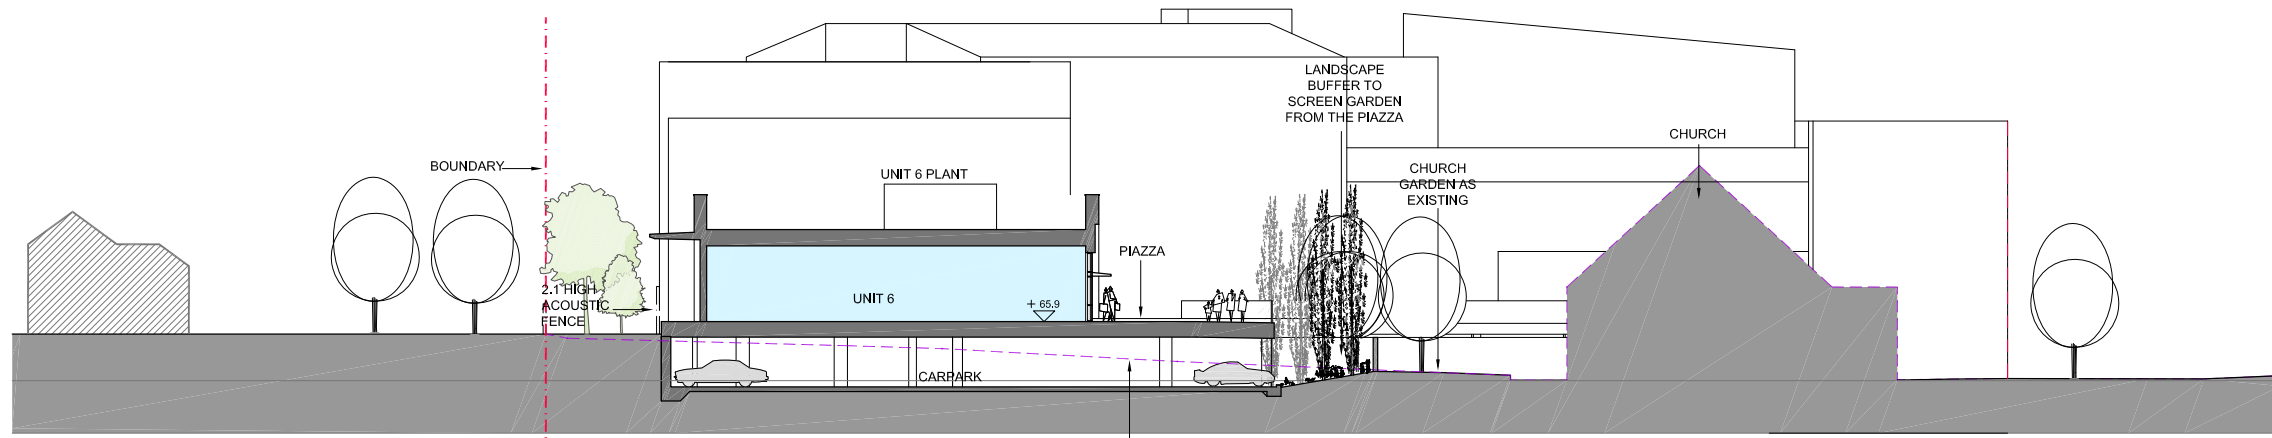 LANDSCAPE
BUFFER TO
SCREEN GARDEN
FROM THE PIAZZA
CHURCH
BOUNDARY
UNIT 6 PLANT
CHURCH
GARDEN AS
EXISTING
PIAZZA
2.1 HIGH
ACOUSTIC
FENCE
UNIT 6
+ 65.9
CARPARK